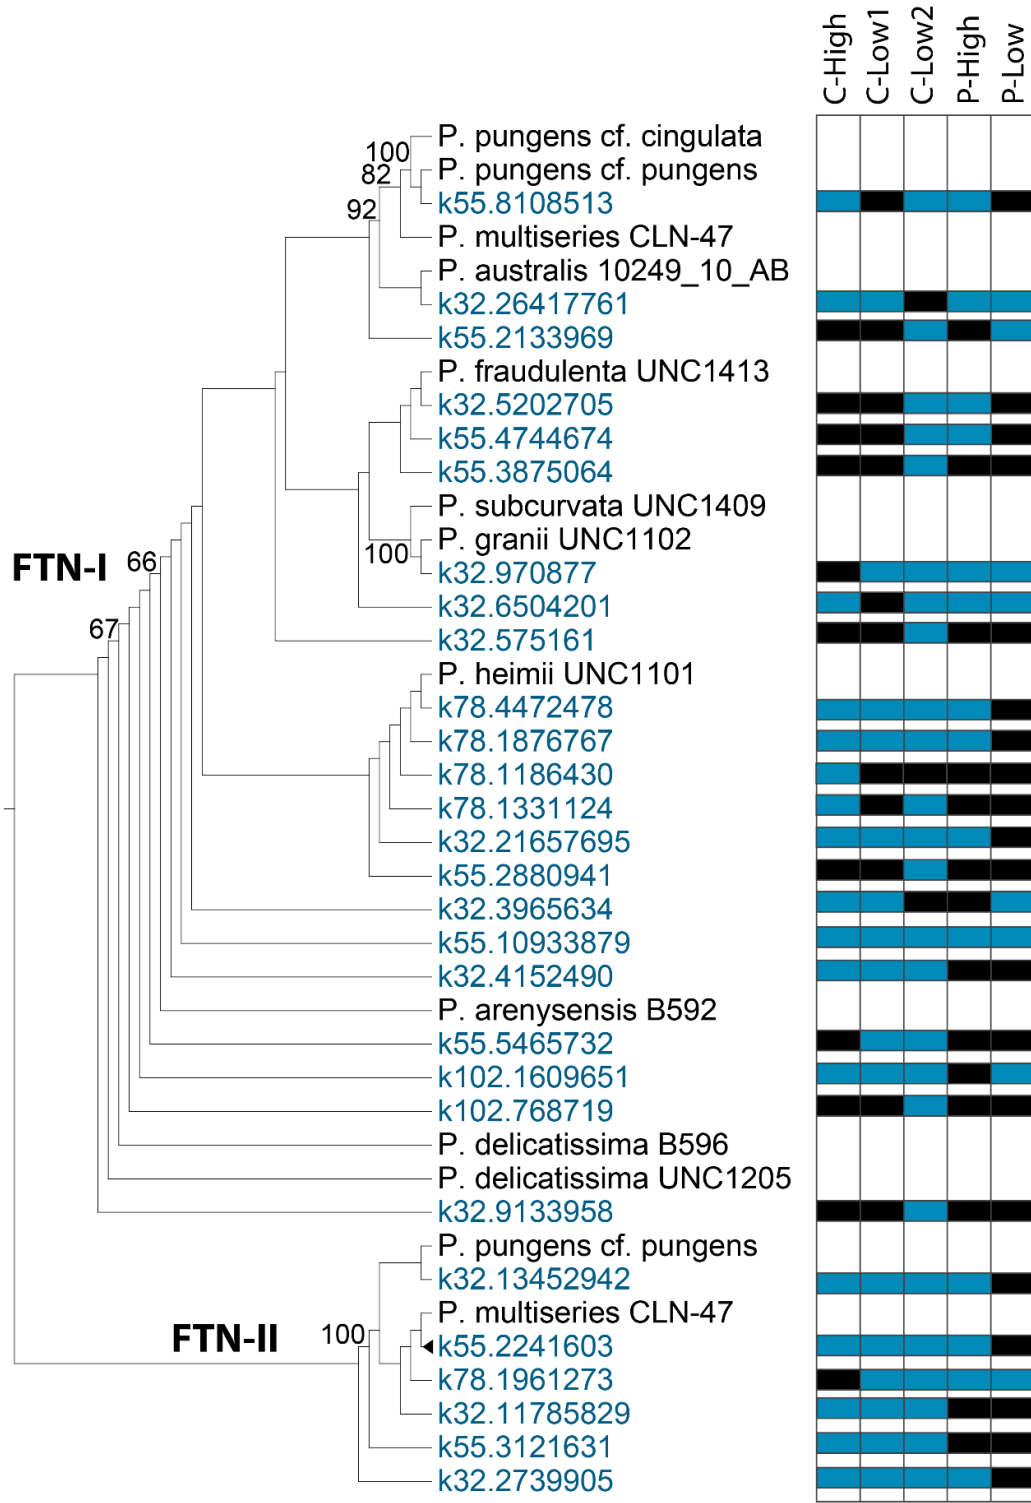 C-High
C-Low1
C-Low2
P-High
P-Low
P. pungens cf. cingulata
100
P. pungens cf. pungens
82
k55.8108513
92
P. multiseries CLN-47
P. australis 10249_10_AB
k32.26417761
k55.2133969
P. fraudulenta UNC1413
k32.5202705
k55.4744674
k55.3875064
P. subcurvata UNC1409
P. granii UNC1102
100
FTN-I
66
k32.970877
k32.6504201
67
k32.575161
P. heimii UNC1101
k78.4472478
k78.1876767
k78.1186430
k78.1331124
k32.21657695
k55.2880941
k32.3965634
k55.10933879
k32.4152490
P. arenysensis B592
k55.5465732
k102.1609651
k102.768719
P. delicatissima B596
P. delicatissima UNC1205
k32.9133958
P. pungens cf. pungens
k32.13452942
P. multiseries CLN-47
FTN-II
100
k55.2241603
k78.1961273
k32.11785829
k55.3121631
k32.2739905